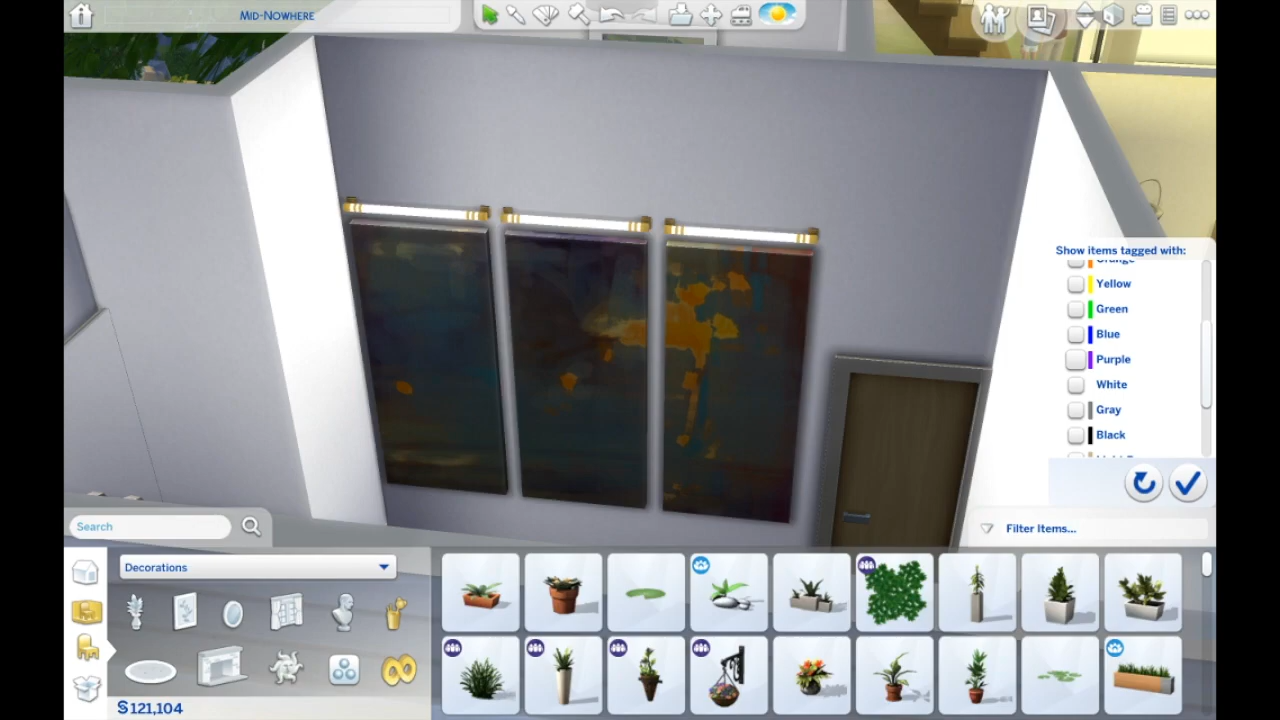 Mid-Nowhere
Show items tagged with:
Orange
Yellow
Green
Blue
Purple
White
Gray
Black
Search
Filter Items...
Decorations
§121,104